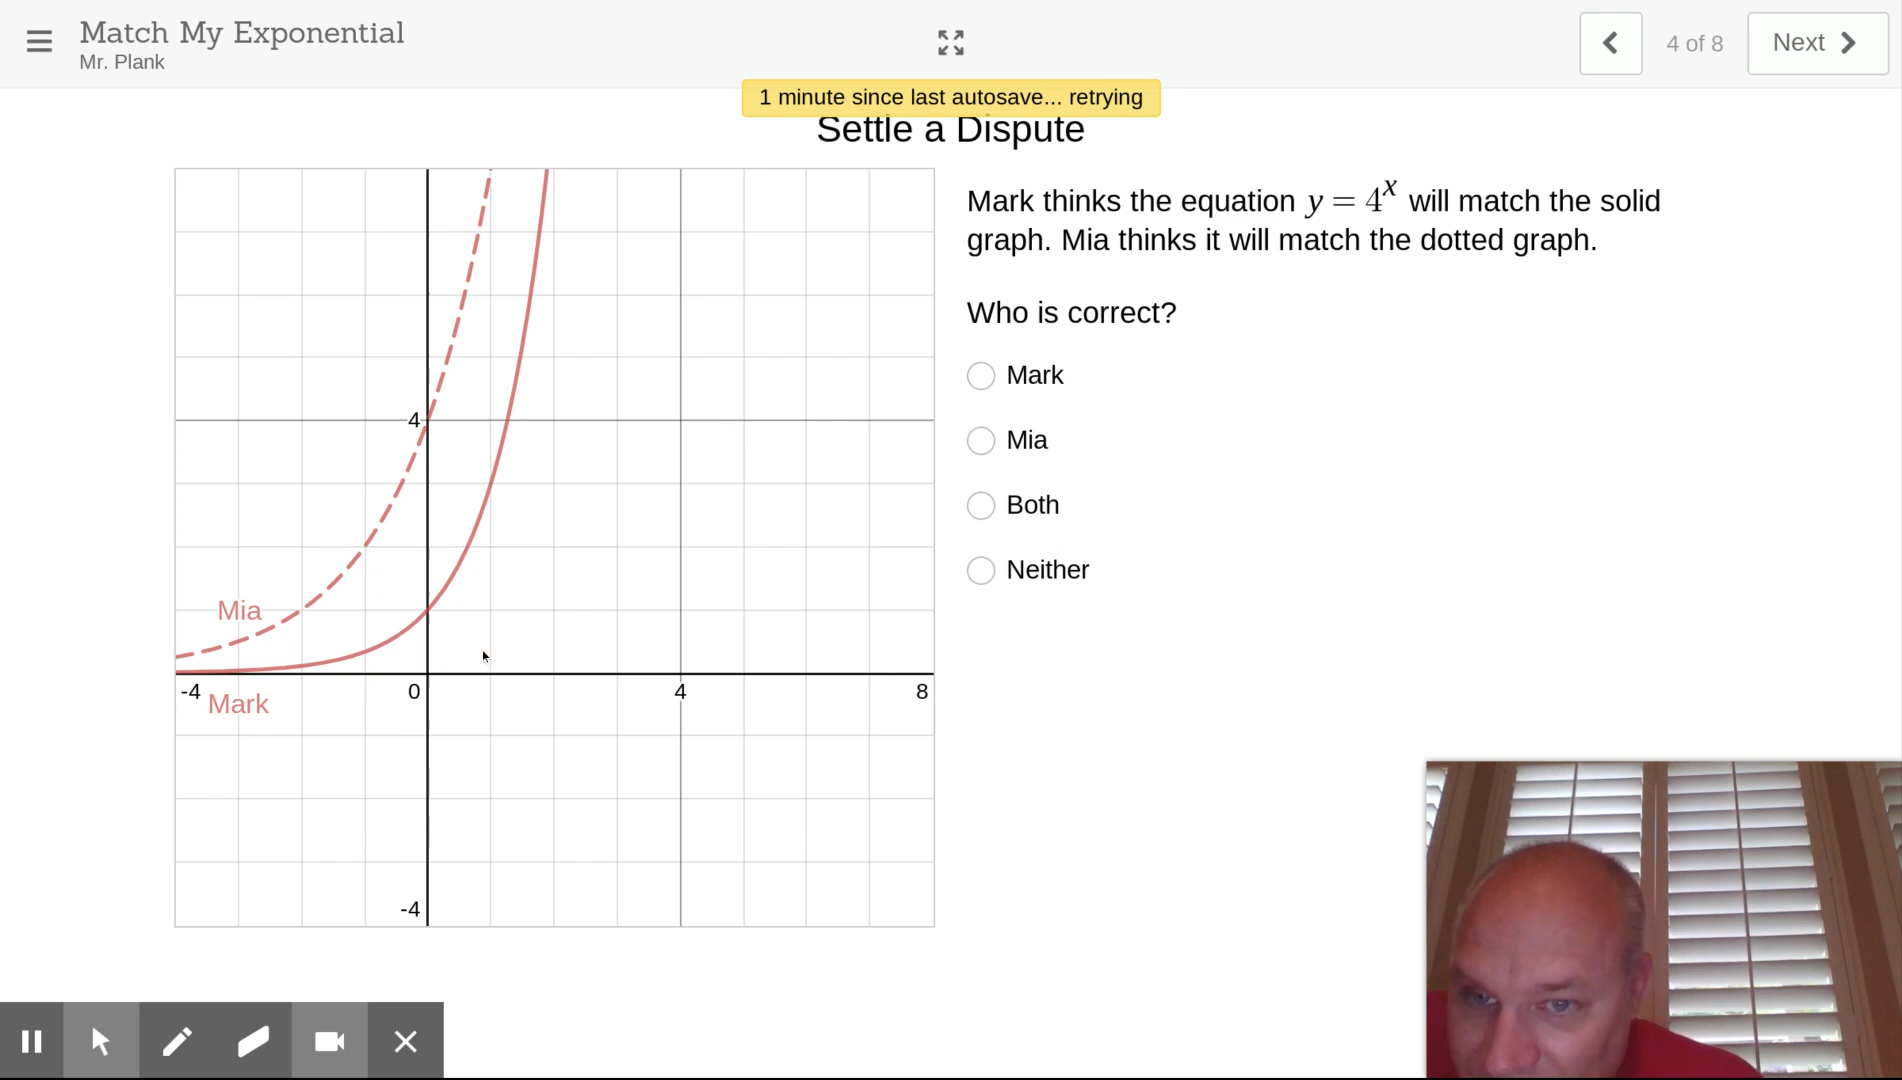 Match My Exponential
Mr. Plank
4 of 8
Next
1 minute since last autosave... retrying
Settle a Dispute
Mark thinks the equation y = 4^x will match the solid
graph. Mia thinks it will match the dotted graph.
Who is correct?
Mark
Mia
Both
Neither
4
Mia
-4
0
4
8
Mark
-4